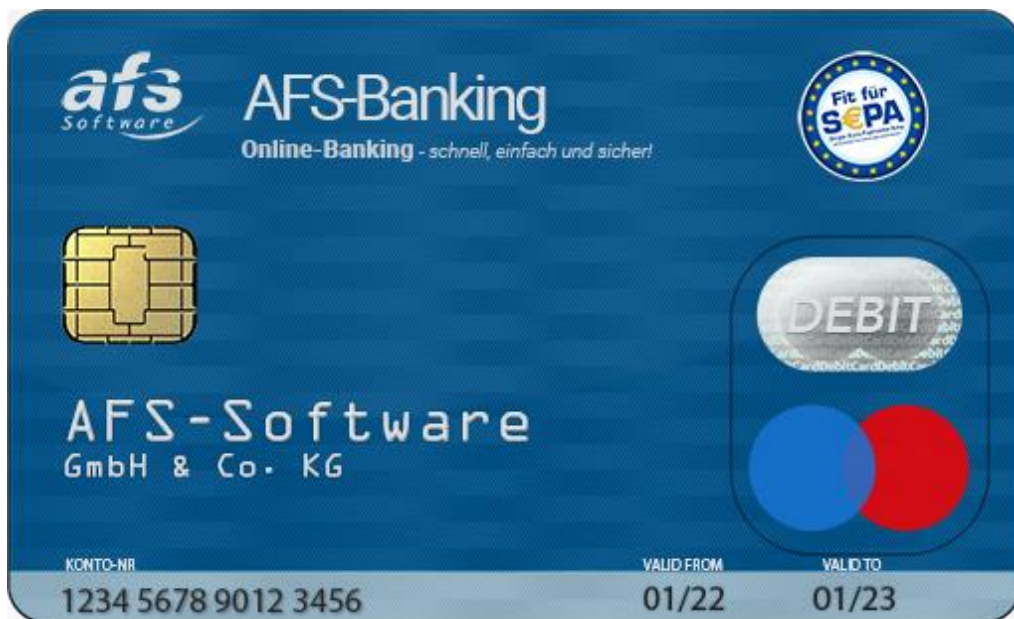 afs
Software
AFS-Banking
Online-Banking - schnell, einfach und sicher!
Fit für
S€PA
DEBIT
AFS-Software
GmbH & Co. KG
KONTO-NR
VALID FROM
VALID TO
1234 5678 9012 3456
01/22
01/23